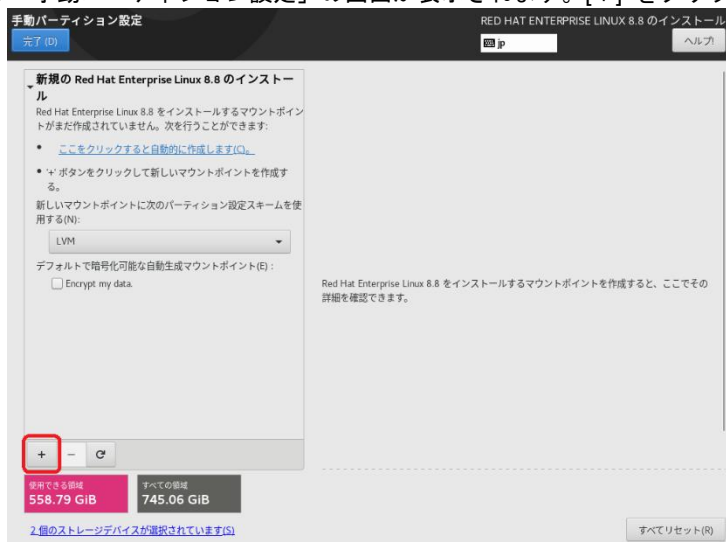 手動パーティション設定
RED HAT ENTERPRISE LINUX 8.8 のインストール
完了 (D)
jp
ヘルプ!
新規の Red Hat Enterprise Linux 8.8 のインストー
ル
Red Hat Enterprise Linux 8.8 をインストールするマウントポイン
トがまだ作成されていません。次を行うことができます:
• ここをクリックすると自動的に作成します(C)。
• '+' ボタンをクリックして新しいマウントポイントを作成す
る。
新しいマウントポイントに次のパーティション設定スキームを使
用する(N):
LVM
デフォルトで暗号化可能な自動生成マウントポイント(E) :
Encrypt my data.
Red Hat Enterprise Linux 8.8 をインストールするマウントポイントを作成すると、ここでその
詳細を確認できます。
+ −
使用できる領域
558.79 GiB
すべての領域
745.06 GiB
2 個のストレージデバイスが選択されています(S)
すべてリセット(R)